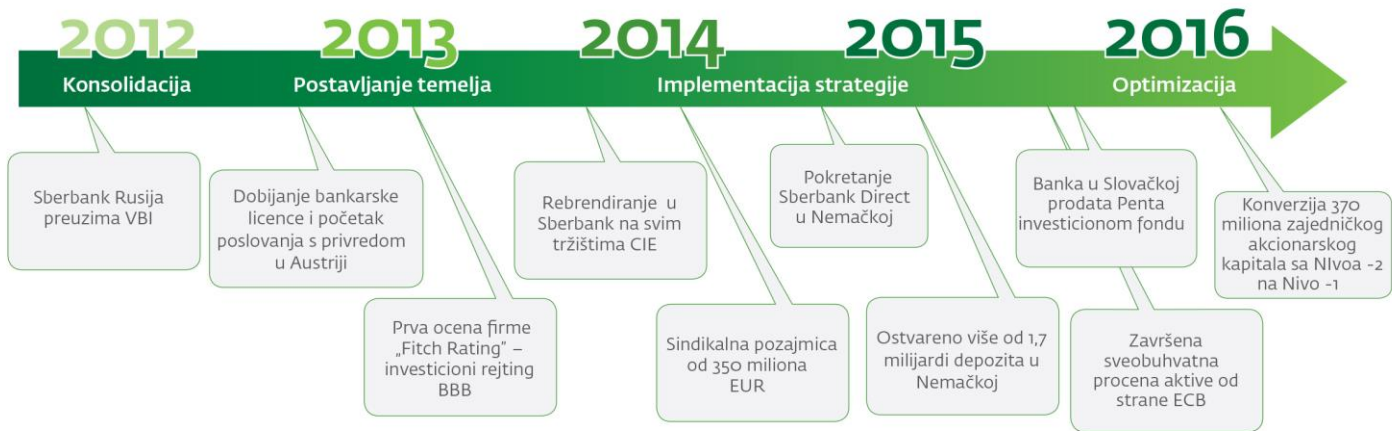 2012
2013
2014
2015
2016
Konsolidacija
Postavljanje temelja
Implementacija strategije
Optimizacija
Sberbank Rusija
preuzima VBI
Dobijanje bankarske
licence i početak
poslovanja s privredom
u Austriji
Prva ocena firme
„Fitch Rating” –
investicioni rejting
BBB
Rebrendiranje u
Sberbank na svim
tržištima CIE
Sindikalna pozajmica
od 350 miliona
EUR
Pokretanje
Sberbank Direct
u Nemačkoj
Ostvareno više od 1,7
milijardi depozita u
Nemačkoj
Banka u Slovačkoj
prodata Penta
investicionom fondu
Završena
sveobuhvatna
procena aktive od
strane ECB
Konverzija 370
miliona zajedničkog
akcionarskog
kapitala sa NIvoa -2
na Nivo -1